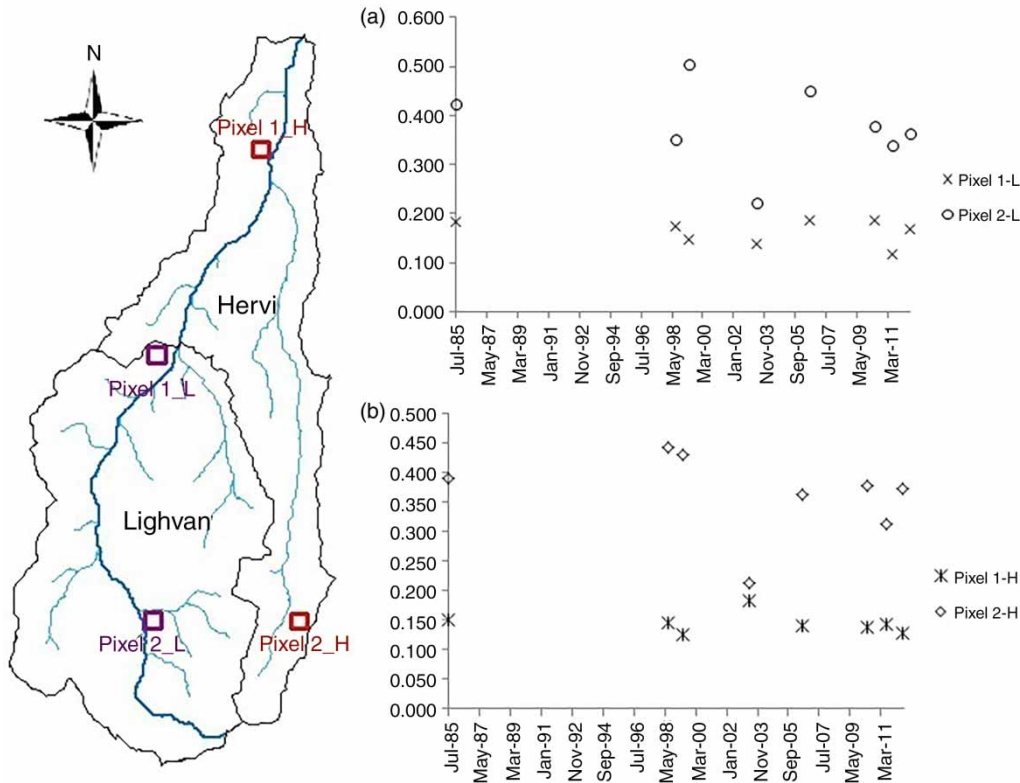 N
Pixel 1_H
Hervi
Pixel 1_L
Lighvan
Pixel 2_L
Pixel 2_H
(a)
0.600
0.500
0.400
0.300
0.200
0.100
0.000
Jul-85
May-87
Mar-89
Jan-91
Nov-92
Sep-94
Jul-96
May-98
Mar-00
Jan-02
Nov-03
Sep-05
Jul-07
May-09
Mar-11
Pixel 1-L
Pixel 2-L
(b)
0.500
0.450
0.400
0.350
0.300
0.250
0.200
0.150
0.100
0.050
0.000
Jul-85
May-87
Mar-89
Jan-91
Nov-92
Sep-94
Jul-96
May-98
Mar-00
Jan-02
Nov-03
Sep-05
Jul-07
May-09
Mar-11
Pixel 1-H
Pixel 2-H